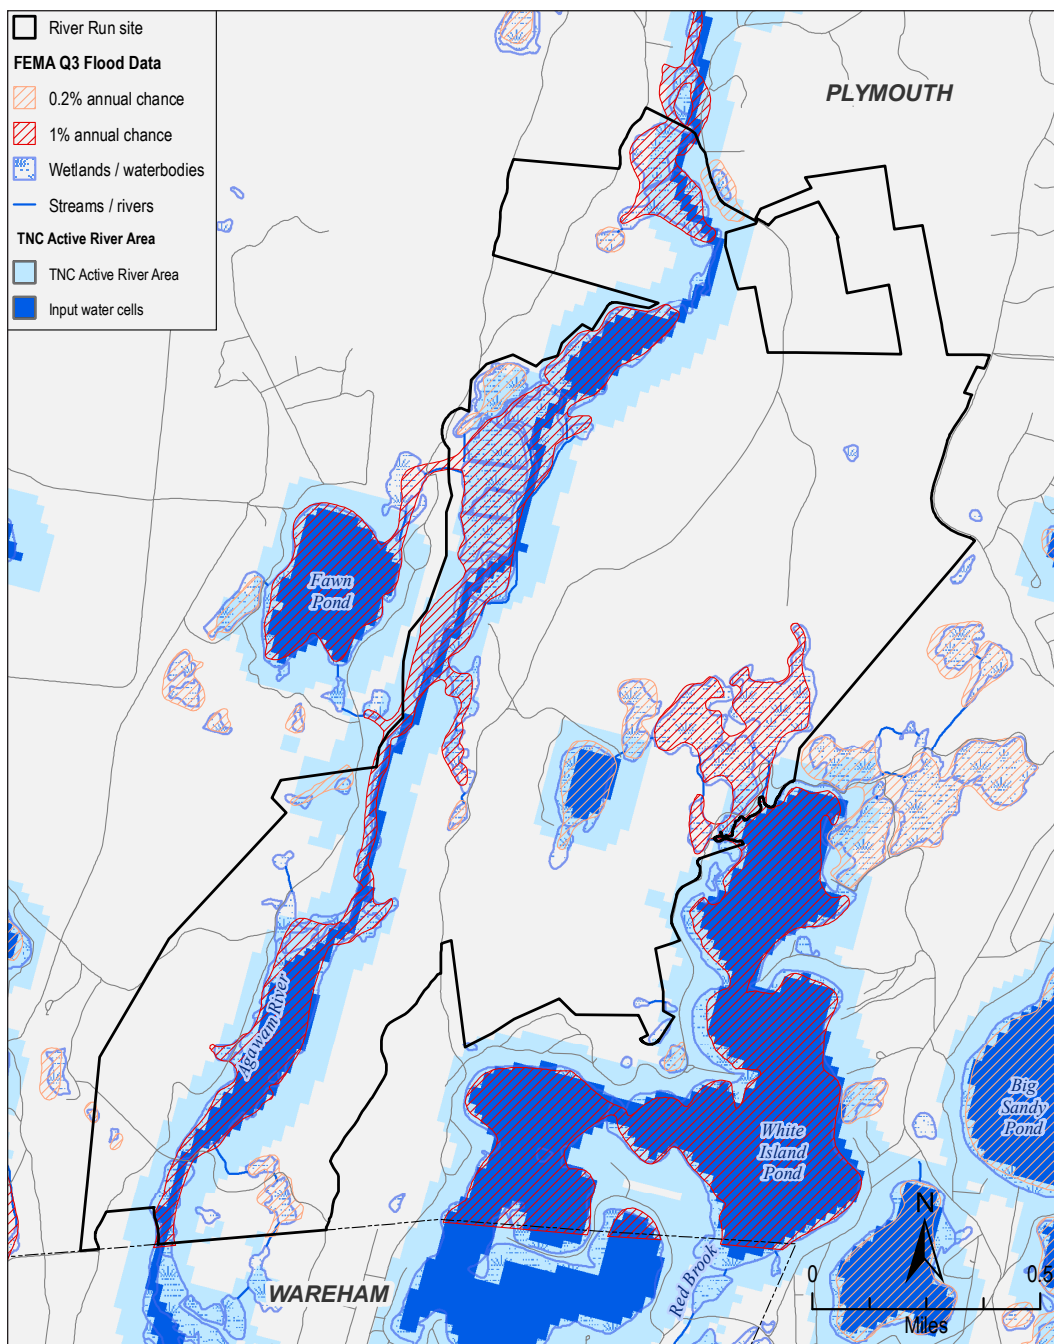 River Run site
FEMA Q3 Flood Data
0.2% annual chance
1% annual chance
Wetlands / waterbodies
Streams / rivers
TNC Active River Area
TNC Active River Area
Input water cells
PLYMOUTH
Fawn
Pond
Agawam River
White
Island
Pond
Big
Sandy
Pond
Red Brook
WAREHAM
N
0
0.5
Miles